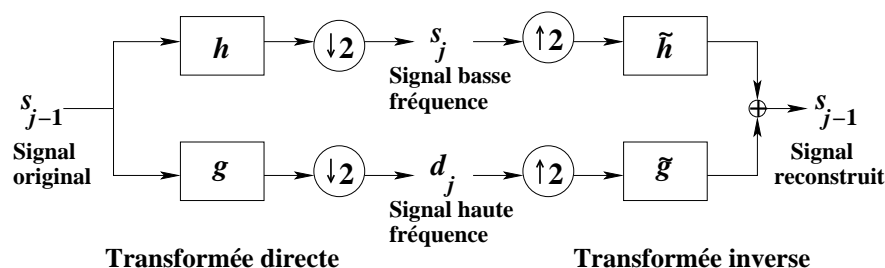 h
↓2
s_j
↑2
h̃
Signal basse
fréquence
s_{j−1}
Signal
original
s_{j−1}
Signal
reconstruit
g
↓2
d_j
↑2
g̃
Signal haute
fréquence
Transformée directe
Transformée inverse